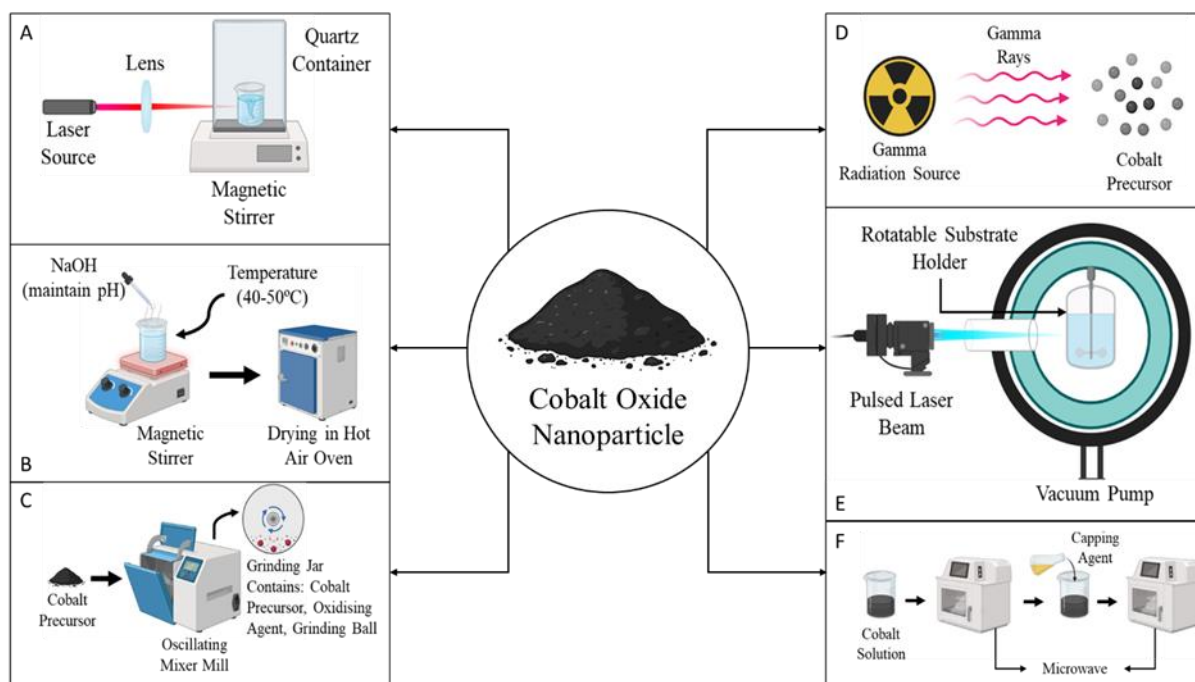 A
Lens
Quartz
Container
Laser
Source
Magnetic
Stirrer
NaOH
(maintain pH)
Temperature
(40-50ºC)
Magnetic
Stirrer
Drying in Hot
Air Oven
B
C
Cobalt
Precursor
Oscillating
Mixer Mill
Grinding Jar
Contains: Cobalt
Precursor, Oxidising
Agent, Grinding Ball
Cobalt Oxide
Nanoparticle
D
Gamma
Rays
Gamma
Radiation Source
Cobalt
Precursor
Rotatable Substrate
Holder
Pulsed Laser
Beam
Vacuum Pump
E
F
Capping
Agent
Cobalt
Solution
Microwave